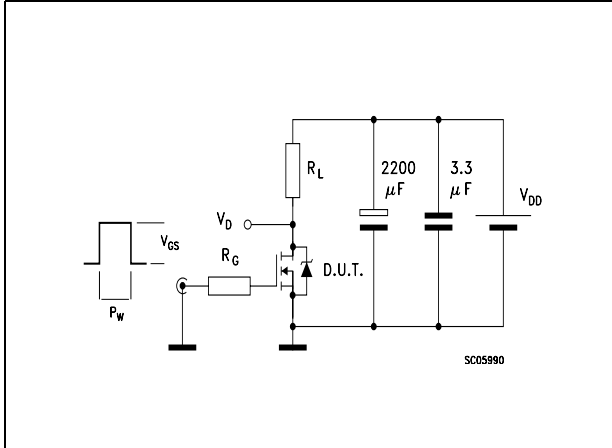 R_L
2200
μF
3.3
μF
V_DD
V_D
V_GS
R_G
D.U.T.
P_W
SC05990